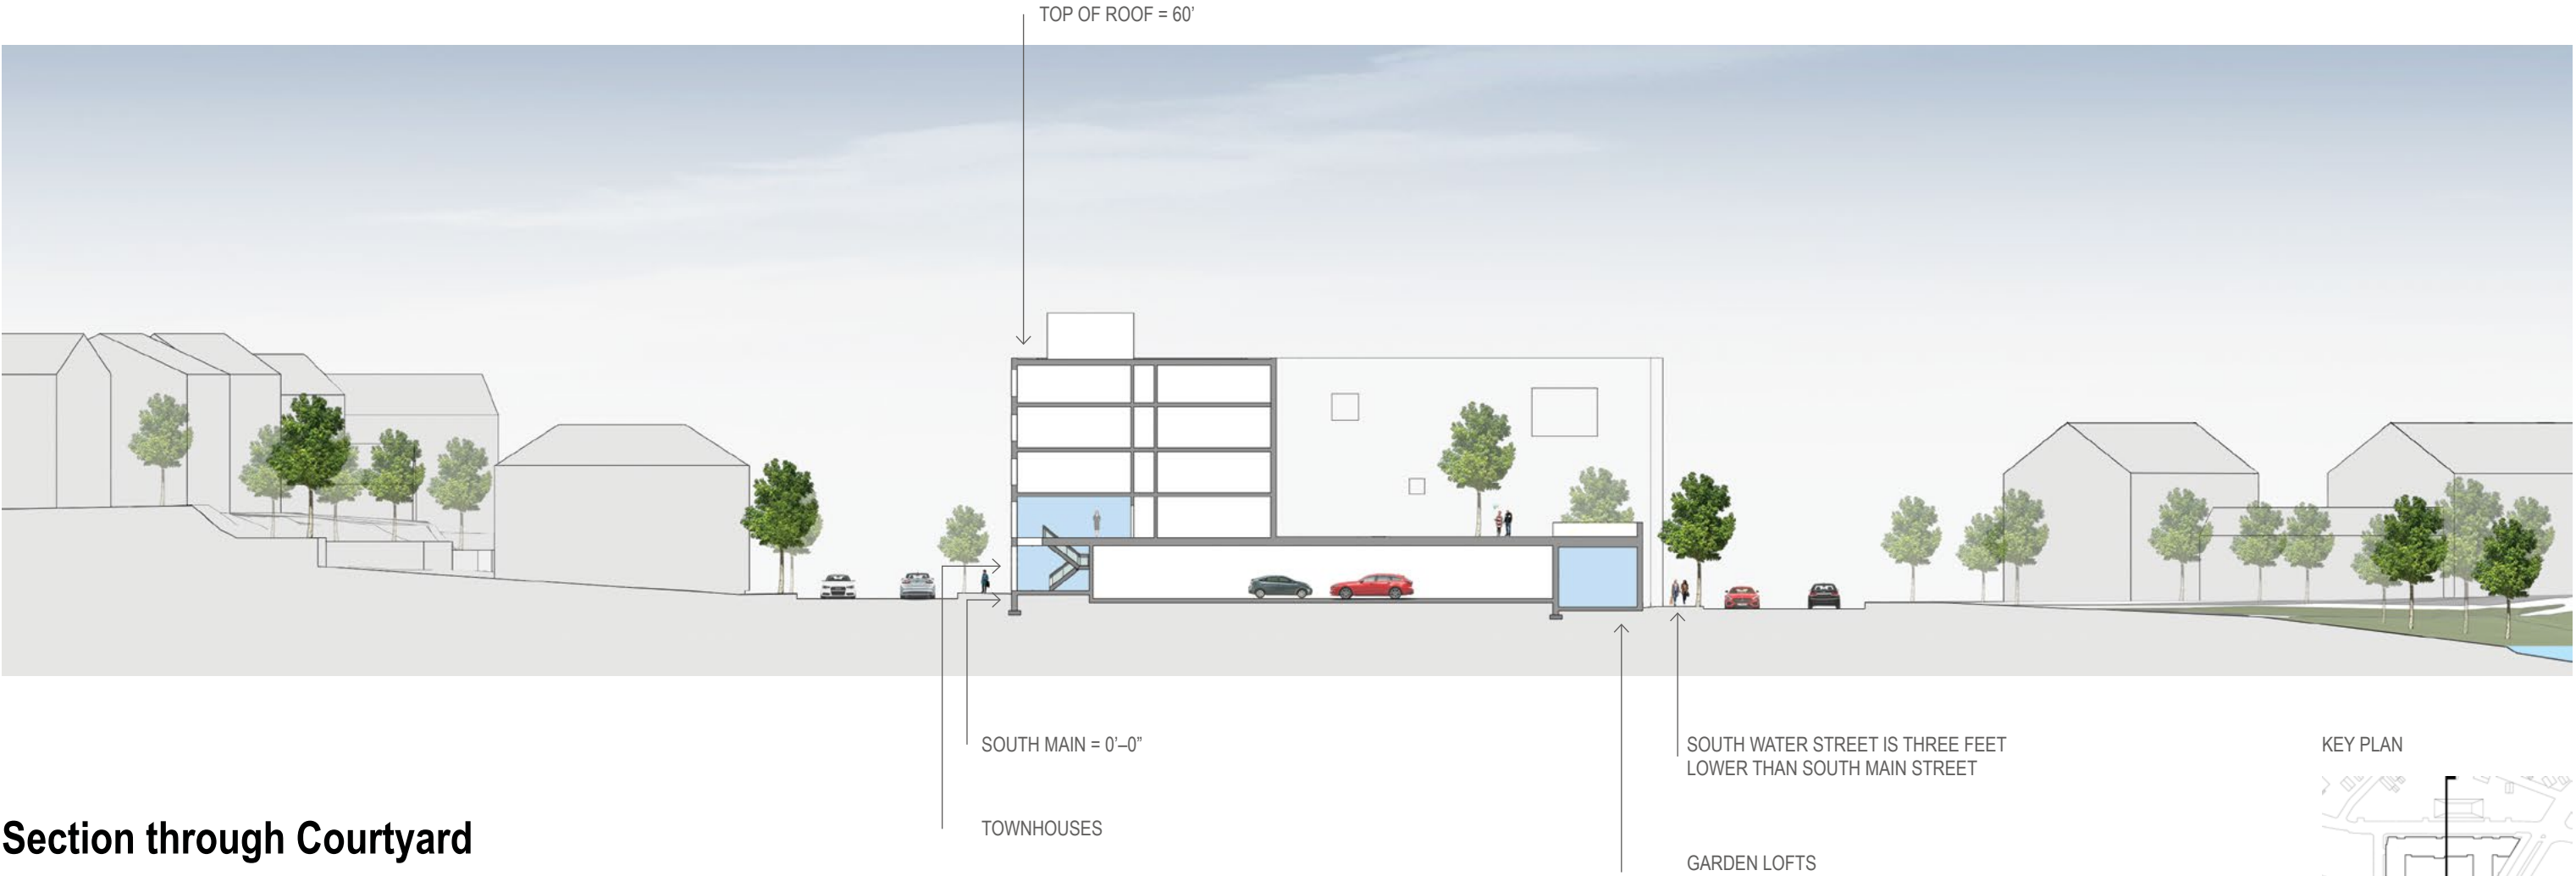 TOP OF ROOF = 60’
SOUTH MAIN = 0’–0”
SOUTH WATER STREET IS THREE FEET
LOWER THAN SOUTH MAIN STREET
KEY PLAN
Section through Courtyard
TOWNHOUSES
GARDEN LOFTS